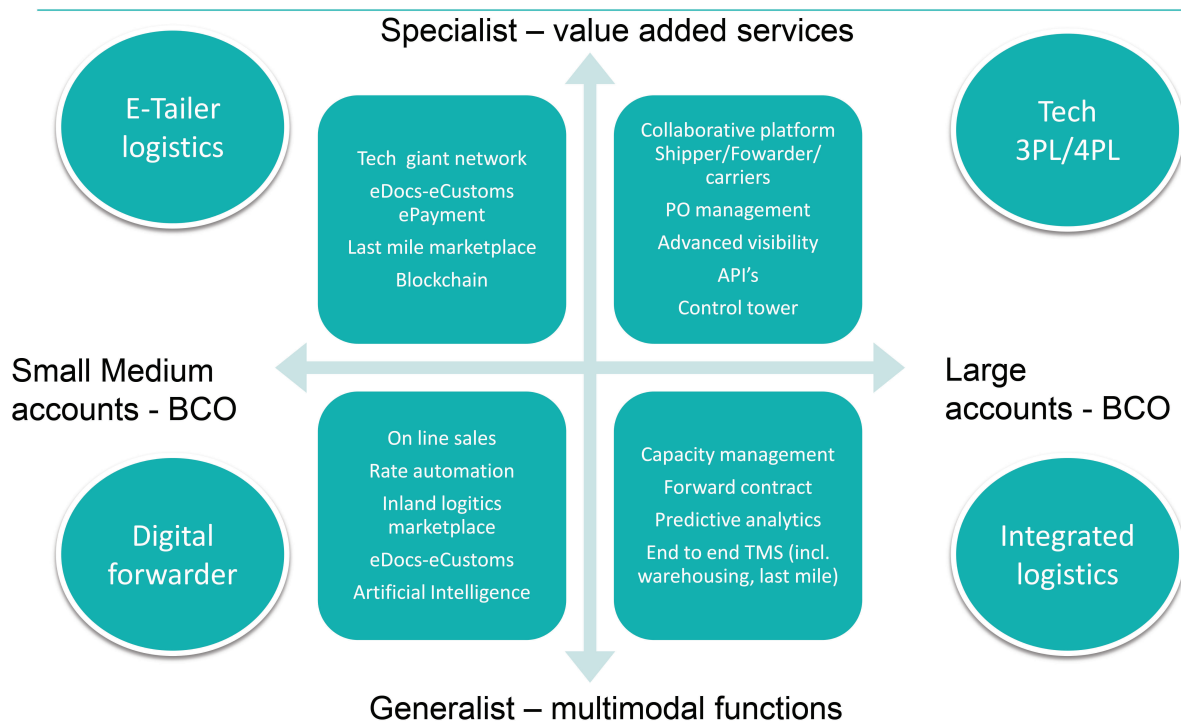 Specialist – value added services
E-Tailer
logistics
Tech giant network
eDocs-eCustoms
ePayment
Last mile marketplace
Blockchain
Collaborative platform
Shipper/Fowarder/
carriers
PO management
Advanced visibility
API’s
Control tower
Tech
3PL/4PL
Small Medium
accounts - BCO
Large
accounts - BCO
Digital
forwarder
On line sales
Rate automation
Inland logitics
marketplace
eDocs-eCustoms
Artificial Intelligence
Capacity management
Forward contract
Predictive analytics
End to end TMS (incl.
warehousing, last mile)
Integrated
logistics
Generalist – multimodal functions